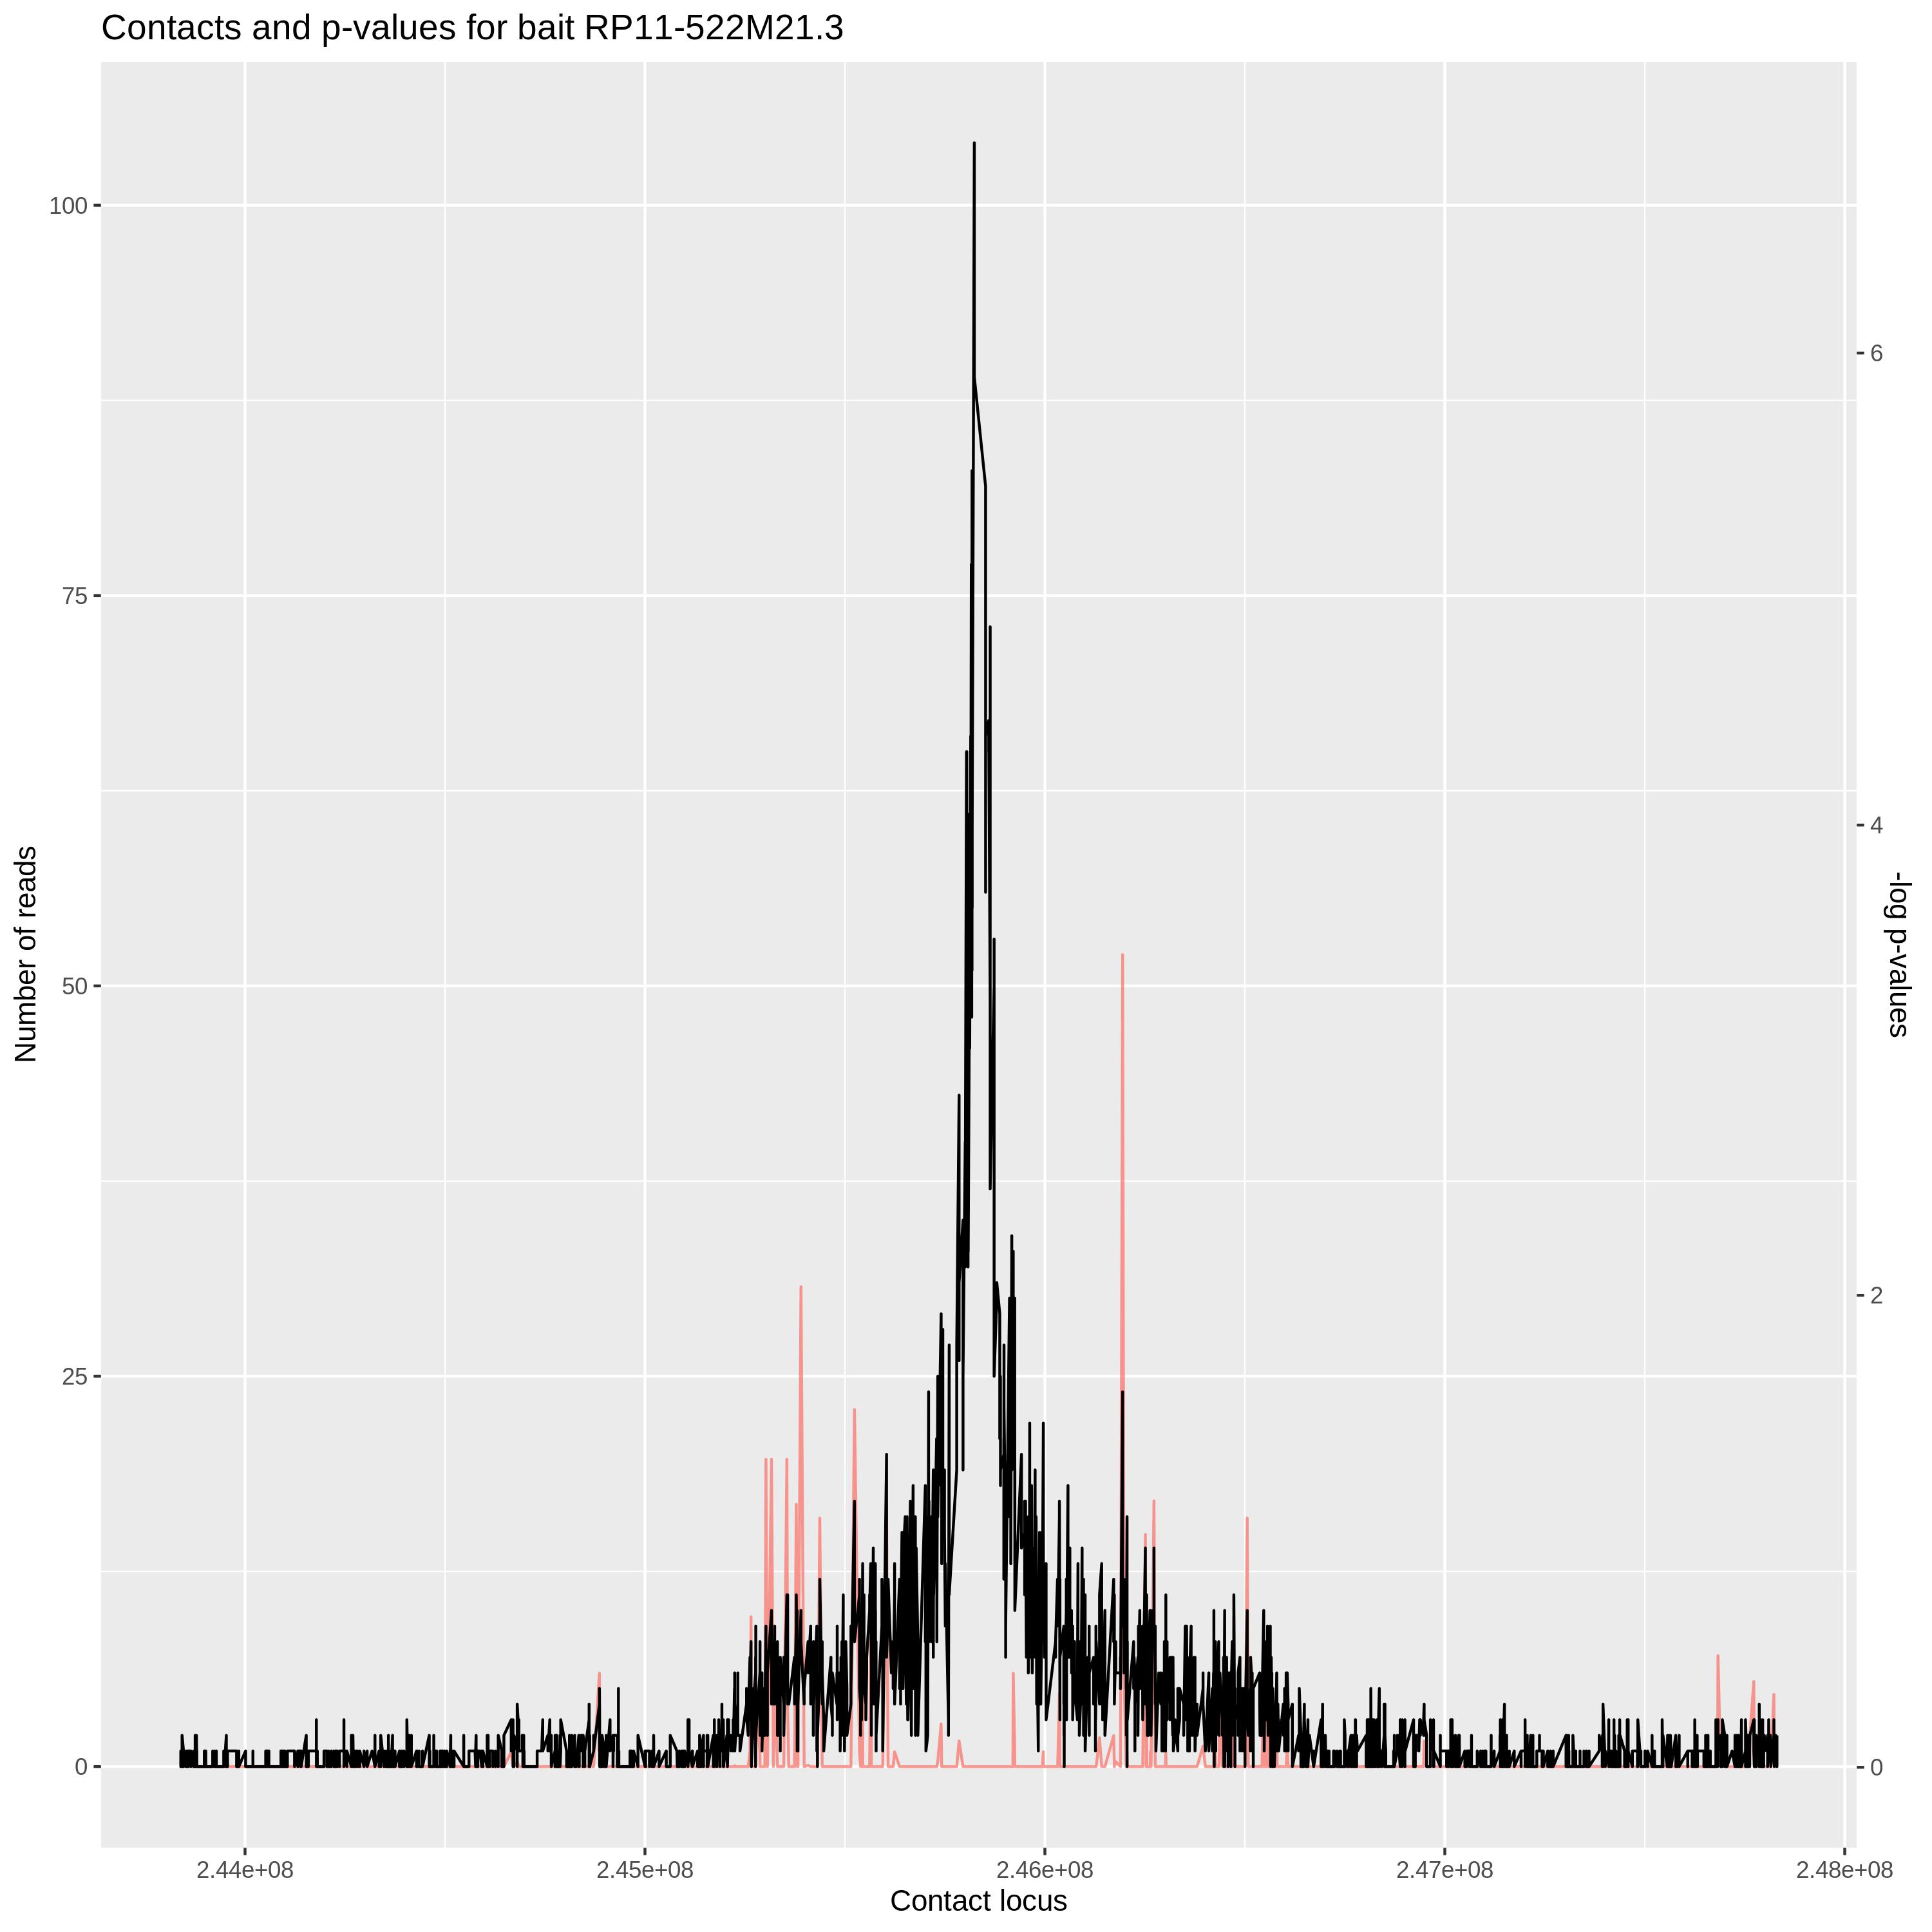 Contacts and p-values for bait RP11-522M21.3
100
75
50
25
0
Number of reads
6
4
2
0
-log p-values
2.44e+08
2.45e+08
2.46e+08
2.47e+08
2.48e+08
Contact locus